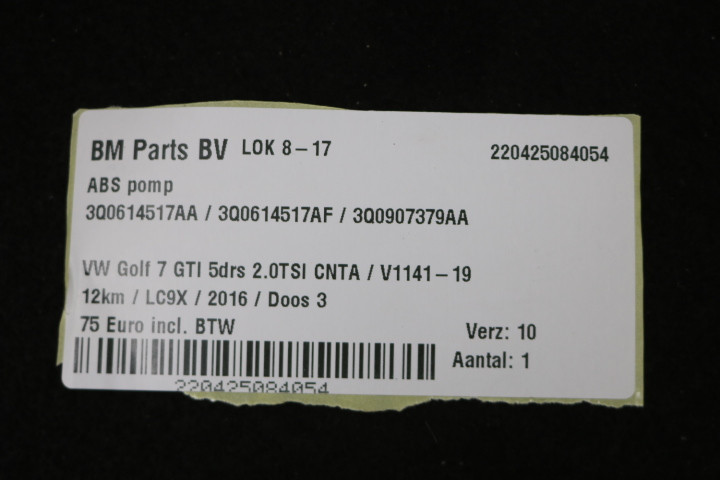 BM Parts BV LOK 8-17 220425084054
ABS pomp
3Q0614517AA / 3Q0614517AF / 3Q0907379AA
VW Golf 7 GTI 5drs 2.0TSI CNTA / V1141-19
12km / LC9X / 2016 / Doos 3
75 Euro incl. BTW Verz: 10
Aantal: 1
220425084054